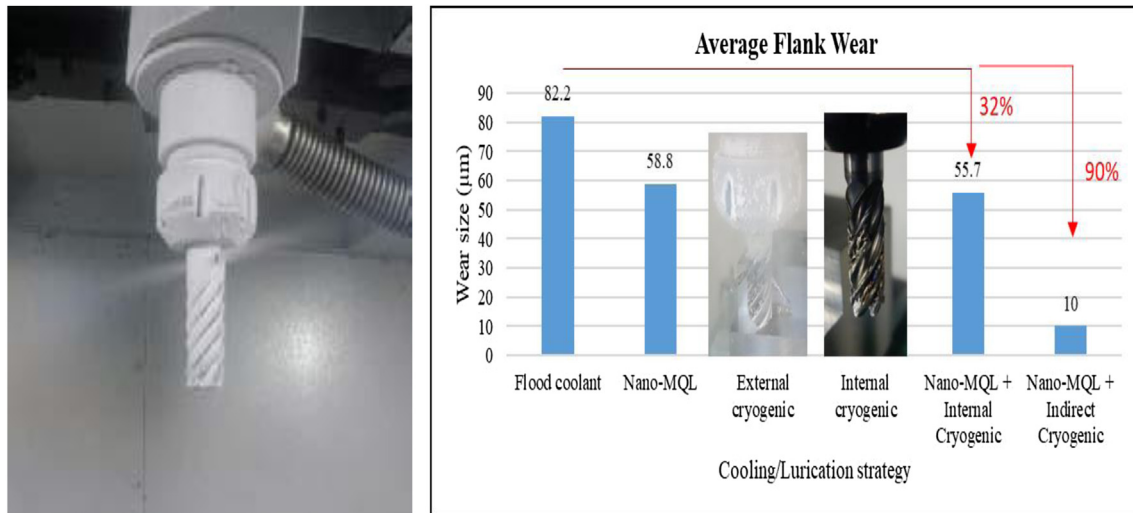 Average Flank Wear
90
80
70
60
50
40
30
20
10
0
Wear size (µm)
82.2
58.8
55.7
10
32%
90%
Flood coolant
Nano-MQL
External
cryogenic
Internal
cryogenic
Nano-MQL +
Internal
Cryogenic
Nano-MQL +
Indirect
Cryogenic
Cooling/Lurication strategy